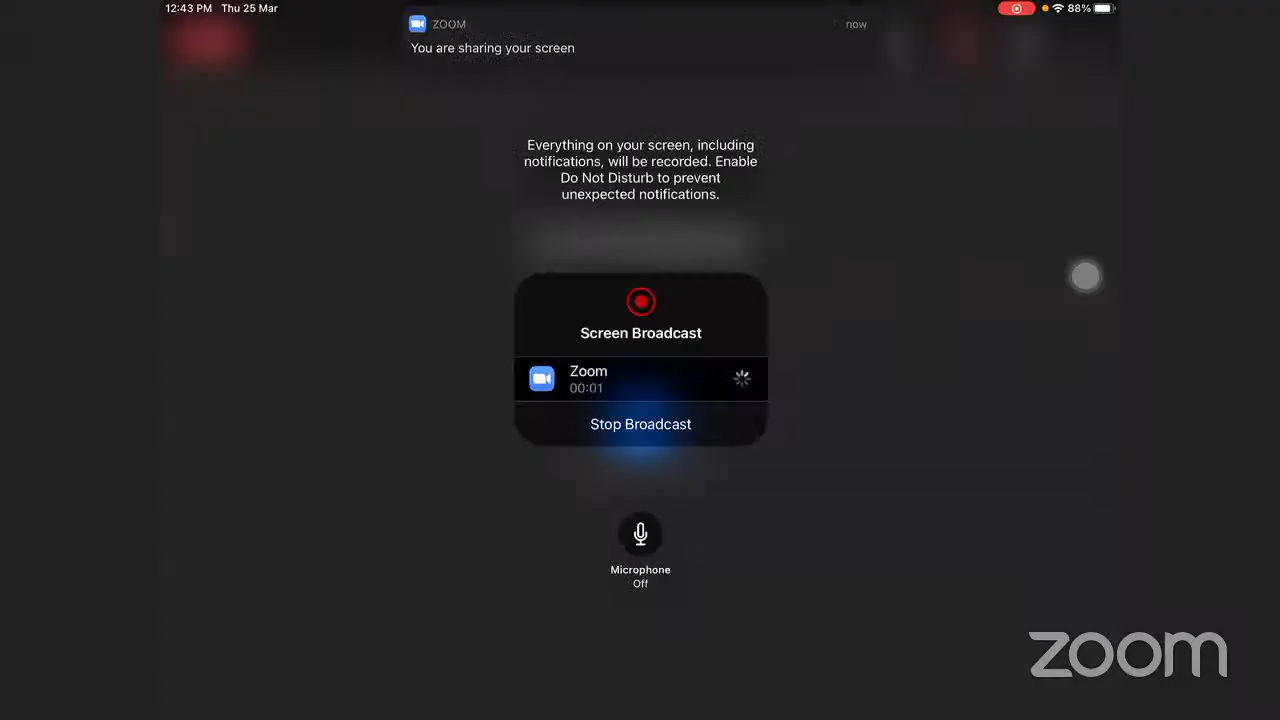 12:43 PM Thu 25 Mar
88%
ZOOM
now
You are sharing your screen
Everything on your screen, including
notifications, will be recorded. Enable
Do Not Disturb to prevent
unexpected notifications.
Screen Broadcast
Zoom
00:01
Stop Broadcast
Microphone
Off
zoom